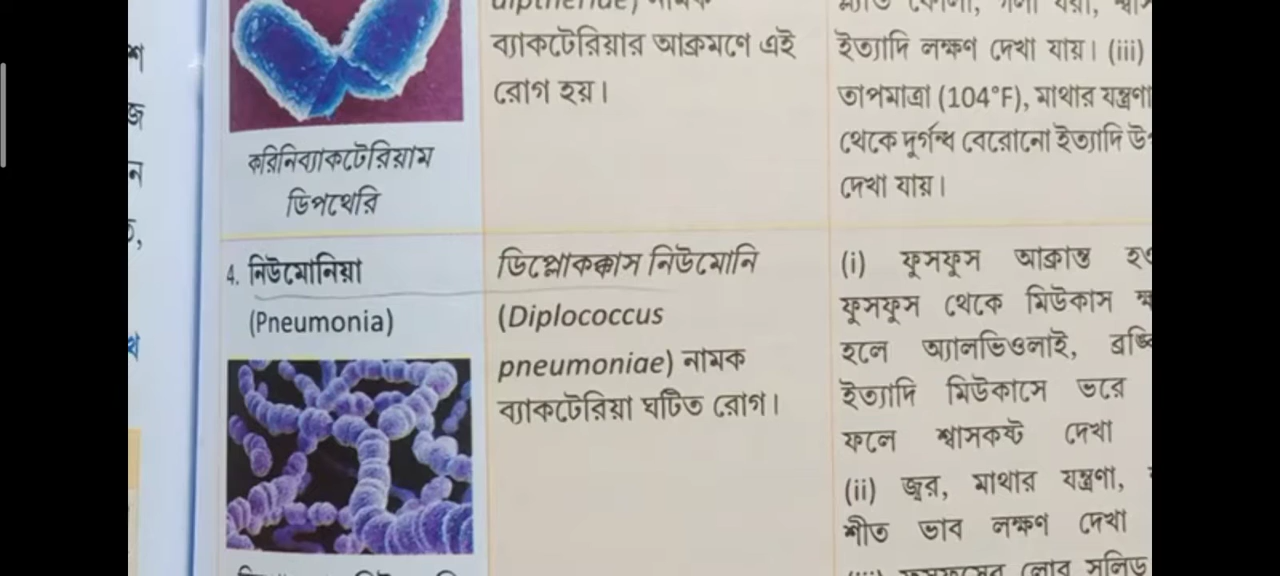 শ
জ
ন
করিনিব্যাকটেরিয়াম
ডিপথেরি
নামক
ব্যাকটেরিয়ার আক্রমণে এই
রোগ হয়।
ইত্যাদি লক্ষণ দেখা যায়। (iii)
তাপমাত্রা (104°F), মাথার যন্ত্রণা
থেকে দুর্গন্ধ বেরোনো ইত্যাদি
দেখা যায়।
4. নিউমোনিয়া
(Pneumonia)
ডিপ্লোকক্কাস নিউমোনি
(Diplococcus
pneumoniae) নামক
ব্যাকটেরিয়া ঘটিত রোগ।
(i) ফুসফুস আক্রান্ত
ফুসফুস থেকে মিউকাস
হলে অ্যালভিওলাই,
ইত্যাদি মিউকাসে ভরে
ফলে শ্বাসকষ্ট দেখা
(ii) জ্বর, মাথার যন্ত্রণা,
শীত ভাব লক্ষণ দেখা